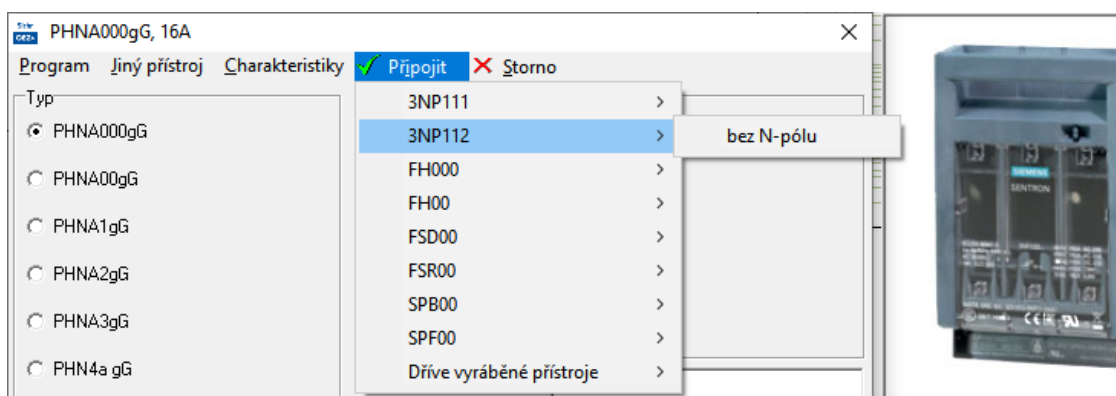 PHNA000gG, 16A
Program Jiný přístroj Charakteristiky Připojit Storno
Typ
PHNA000gG
PHNA00gG
PHNA1gG
PHNA2gG
PHNA3gG
PHN4a gG
3NP111
3NP112
FH000
FH00
FSD00
FSR00
SPB00
SPF00
Dříve vyráběné přístroje
bez N-pólu
SIEMENS
SENTRON